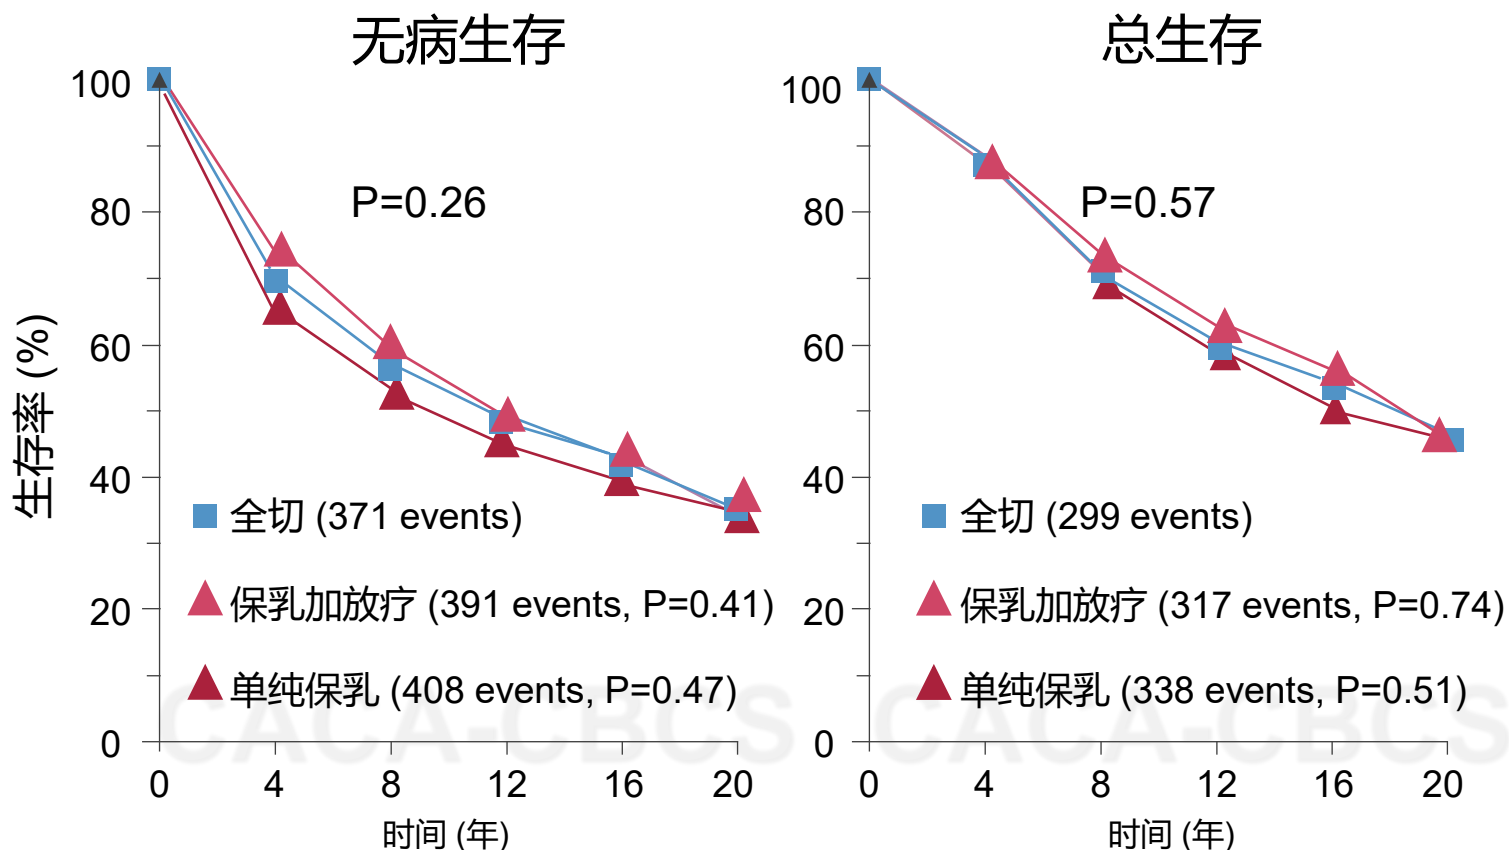 无病生存
100
80
60
40
20
0
生存率 (%)
P=0.26
全切 (371 events)
保乳加放疗 (391 events, P=0.41)
单纯保乳 (408 events, P=0.47)
0 4 8 12 16 20
时间 (年)
总生存
100
80
60
40
20
0
P=0.57
全切 (299 events)
保乳加放疗 (317 events, P=0.74)
单纯保乳 (338 events, P=0.51)
0 4 8 12 16 20
时间 (年)
CACA-CBCS
CACA-CBCS